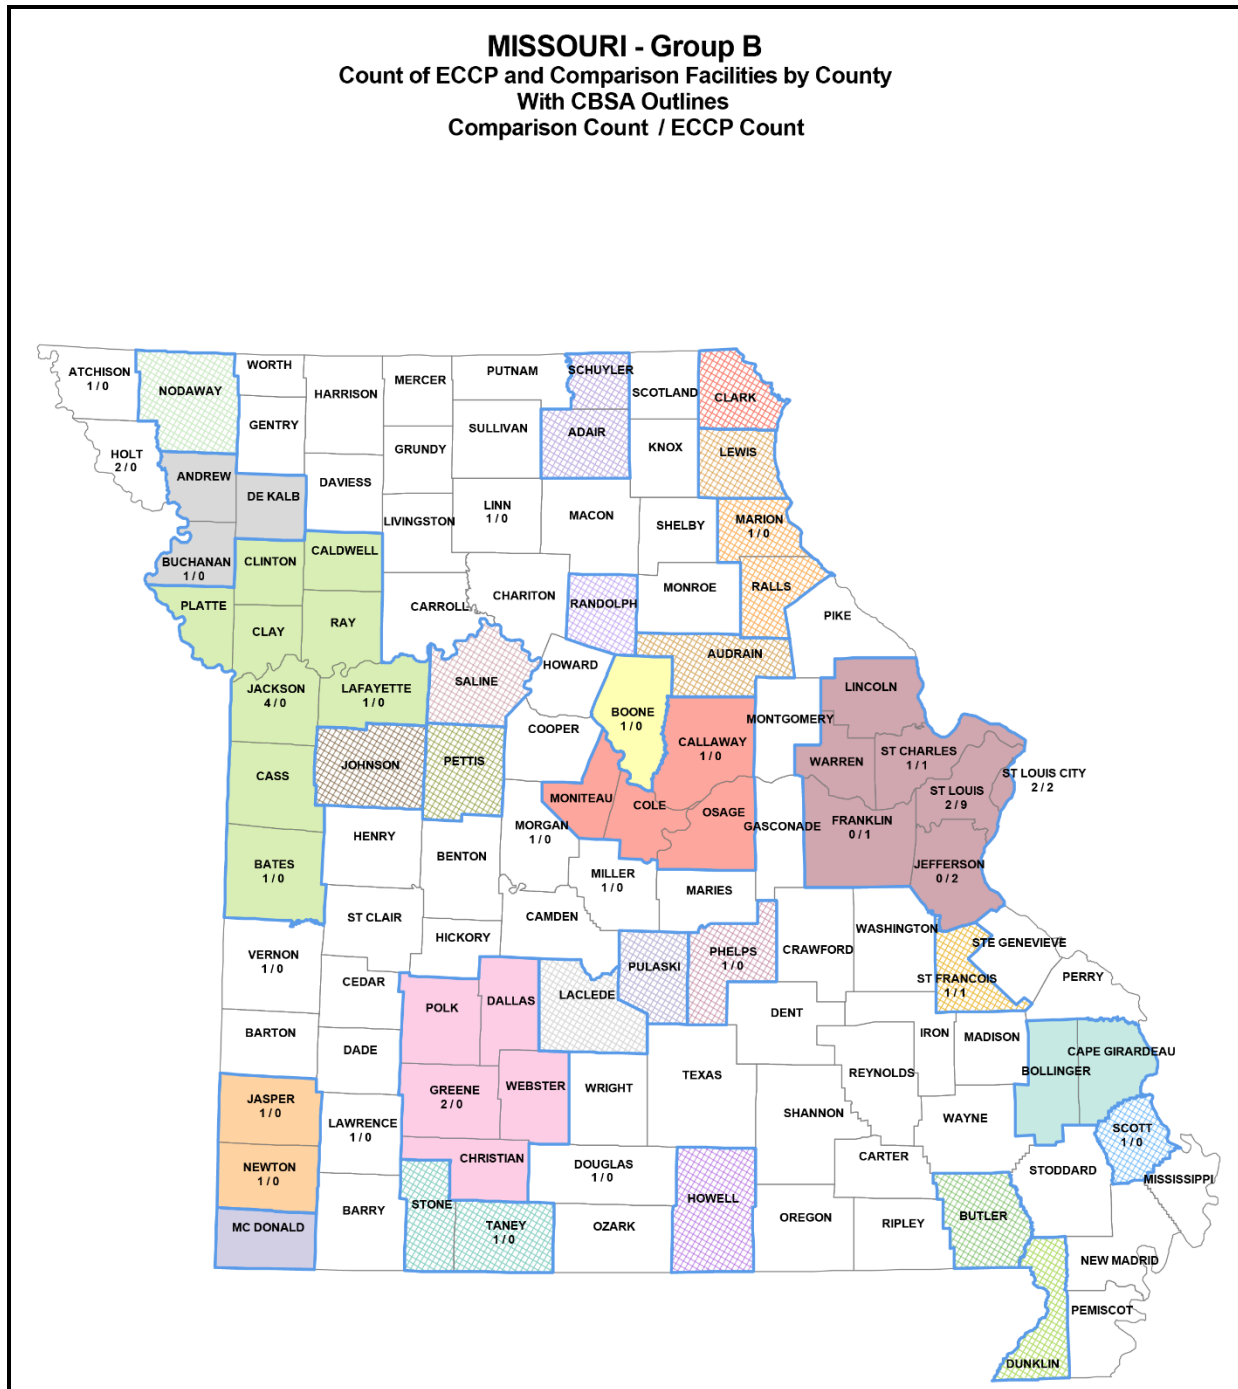 MISSOURI - Group B
Count of ECCP and Comparison Facilities by County
With CBSA Outlines
Comparison Count / ECCP Count
ATCHISON
1 / 0
NODAWAY
WORTH
HARRISON
MERCER
PUTNAM
SCHUYLER
SCOTLAND
CLARK
GENTRY
SULLIVAN
ADAIR
KNOX
LEWIS
HOLT
2 / 0
GRUNDY
ANDREW
DE KALB
DAVIESS
LIVINGSTON
LINN
1 / 0
MACON
SHELBY
MARION
1 / 0
BUCHANAN
1 / 0
CLINTON
CALDWELL
PLATTE
CLAY
RAY
CARROLL
CHARITON
RANDOLPH
MONROE
RALLS
PIKE
AUDRAIN
HOWARD
SALINE
JACKSON
4 / 0
LAFAYETTE
1 / 0
BOONE
1 / 0
MONTGOMERY
LINCOLN
COOPER
CALLAWAY
1 / 0
WARREN
ST CHARLES
1 / 1
ST LOUIS CITY
2 / 2
ST LOUIS
2 / 9
CASS
JOHNSON
PETTIS
MONITEAU
COLE
OSAGE
GASCONADE
FRANKLIN
0 / 1
HENRY
MORGAN
1 / 0
BENTON
BATES
1 / 0
JEFFERSON
0 / 2
MILLER
1 / 0
MARIES
ST CLAIR
CAMDEN
HICKORY
WASHINGTON
CRAWFORD
STE GENEVIEVE
VERNON
1 / 0
PHELPS
1 / 0
PULASKI
CEDAR
ST FRANCOIS
1 / 1
PERRY
POLK
DALLAS
LACLEDE
DENT
BARTON
DADE
IRON
MADISON
CAPE GIRARDEAU
BOLLINGER
REYNOLDS
TEXAS
JASPER
1 / 0
GREENE
2 / 0
WEBSTER
WRIGHT
SHANNON
LAWRENCE
1 / 0
WAYNE
SCOTT
1 / 0
CHRISTIAN
DOUGLAS
1 / 0
CARTER
STODDARD
MISSISSIPPI
NEWTON
1 / 0
HOWELL
STONE
BARRY
MC DONALD
TANEY
1 / 0
OZARK
OREGON
RIPLEY
BUTLER
NEW MADRID
PEMISCOT
DUNKLIN